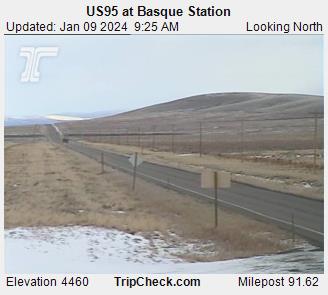 US95 at Basque Station
Updated: Jan 09 2024 9:25 AM Looking North
Elevation 4460 TripCheck.com Milepost 91.62